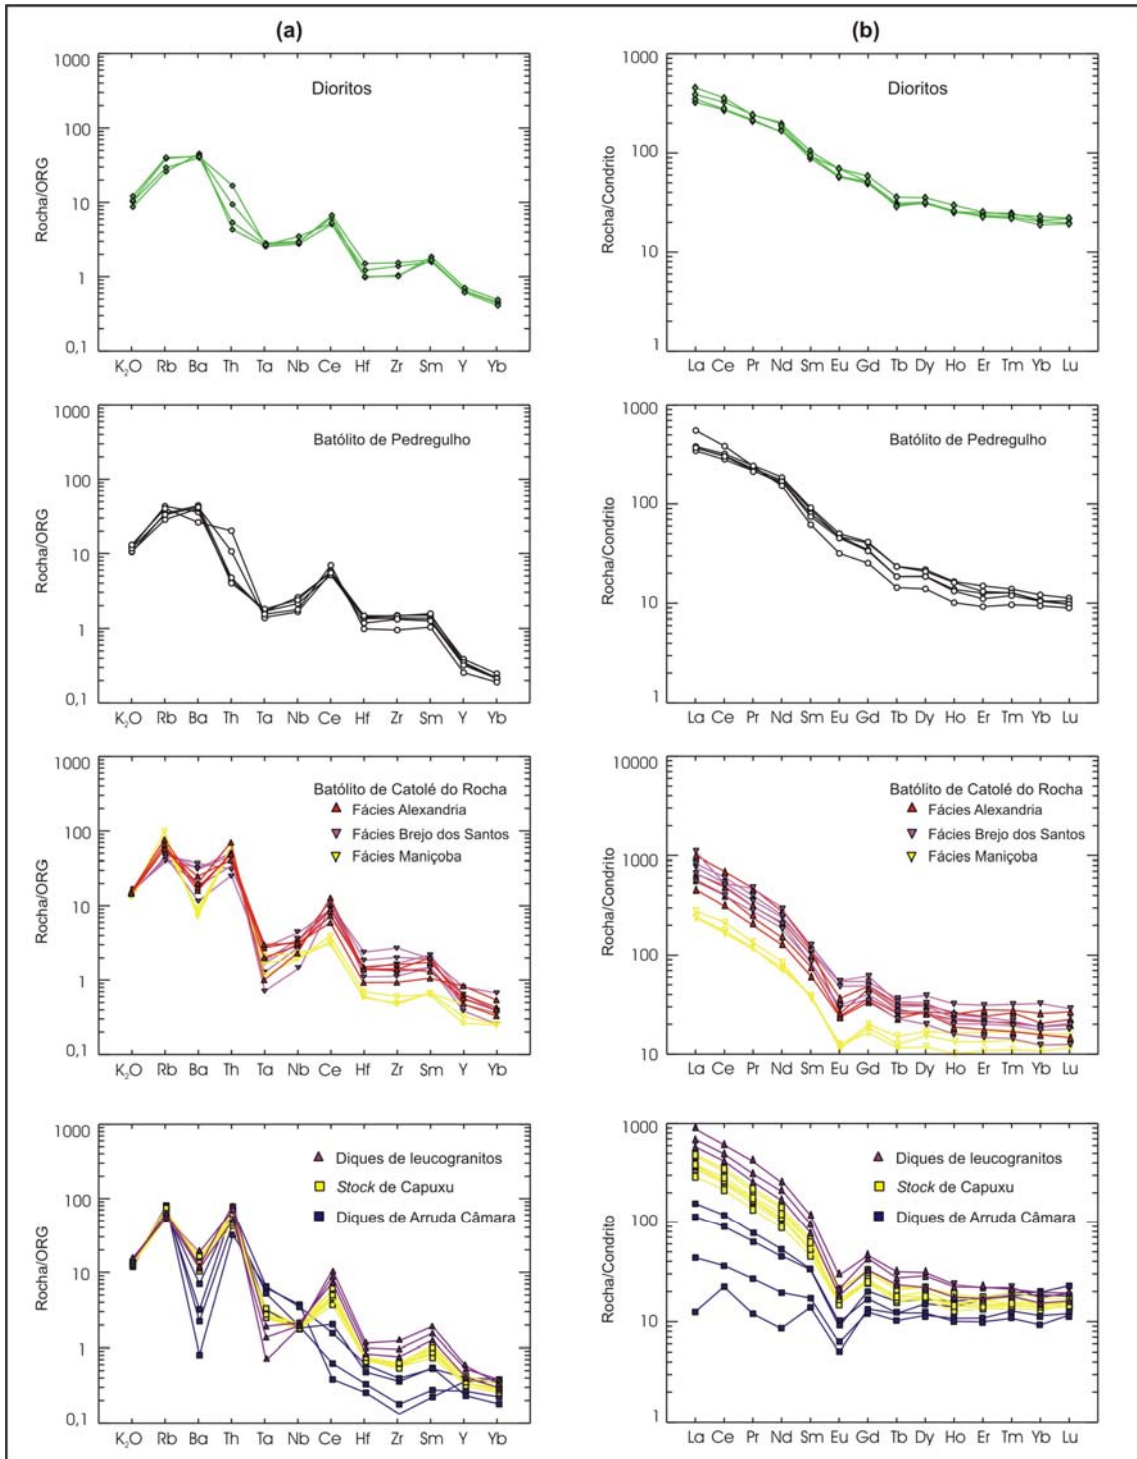 (a)
(b)
1000
100
10
1
0,1
Rocha/ORG
Dioritos
K₂O Rb Ba Th Ta Nb Ce Hf Zr Sm Y Yb
1000
100
10
1
Rocha/Condrito
Dioritos
La Ce Pr Nd Sm Eu Gd Tb Dy Ho Er Tm Yb Lu
1000
100
10
1
0,1
Rocha/ORG
Batólito de Pedregulho
K₂O Rb Ba Th Ta Nb Ce Hf Zr Sm Y Yb
1000
100
10
1
Rocha/Condrito
Batólito de Pedregulho
La Ce Pr Nd Sm Eu Gd Tb Dy Ho Er Tm Yb Lu
1000
100
10
1
0,1
Rocha/ORG
Batólito de Catolé do Rocha
Fácies Alexandria
Fácies Brejo dos Santos
Fácies Maniçoba
K₂O Rb Ba Th Ta Nb Ce Hf Zr Sm Y Yb
10000
1000
100
10
Rocha/Condrito
Batólito de Catolé do Rocha
Fácies Alexandria
Fácies Brejo dos Santos
Fácies Maniçoba
La Ce Pr Nd Sm Eu Gd Tb Dy Ho Er Tm Yb Lu
1000
100
10
1
0,1
Rocha/ORG
Diques de leucogranitos
Stock de Capuxu
Diques de Arruda Câmara
K₂O Rb Ba Th Ta Nb Ce Hf Zr Sm Y Yb
1000
100
10
1
Rocha/Condrito
Diques de leucogranitos
Stock de Capuxu
Diques de Arruda Câmara
La Ce Pr Nd Sm Eu Gd Tb Dy Ho Er Tm Yb Lu